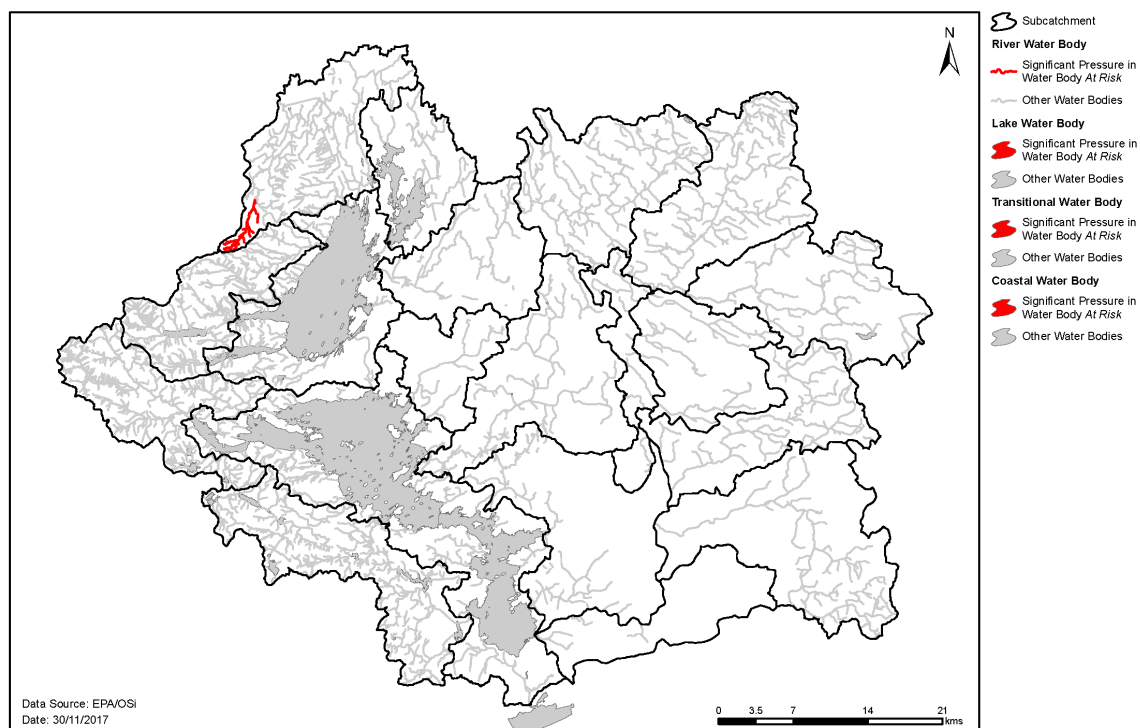 N
Subcatchment
River Water Body
Significant Pressure in
Water Body At Risk
Other Water Bodies
Lake Water Body
Significant Pressure in
Water Body At Risk
Other Water Bodies
Transitional Water Body
Significant Pressure in
Water Body At Risk
Other Water Bodies
Coastal Water Body
Significant Pressure in
Water Body At Risk
Other Water Bodies
Data Source: EPA/OSi
Date: 30/11/2017
0 3.5 7 14 21
kms